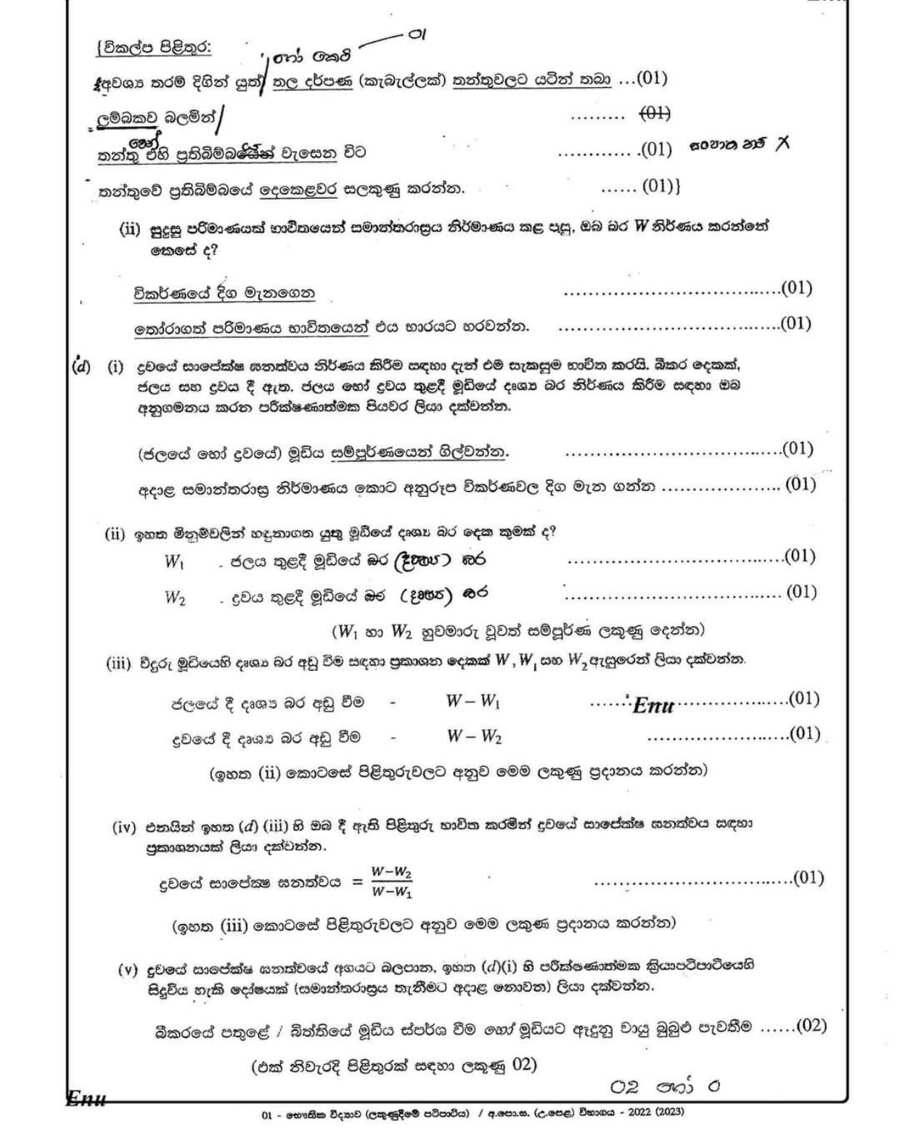 {විකල්ප පිළිතුර:
හෝ කෙටි 01
අවශ්‍ය තරම් දිගින් යුත් තල දර්පණ (කැබැල්ලක්) තන්තුවලට යටින් තබා ...(01)
ලම්බකව බලමින් ......... (01)
හෝ
තන්තු එහි ප්‍රතිබිම්බයෙන් වැසෙන විට .............(01) සංඛ්‍යාත නම් X
තන්තුවේ ප්‍රතිබිම්බයේ දෙකෙළවර සලකුණු කරන්න. ...... (01)}
(ii) සුදුසු පරිමාණයක් භාවිතයෙන් සමාන්තරාස්‍රය නිර්මාණය කළ පසු, ඔබ බර W නිර්ණය කරන්නේ
කෙසේ ද?
විකර්ණයේ දිග මැනගෙන ......................................(01)
තෝරාගත් පරිමාණය භාවිතයෙන් එය භාරයට හරවන්න. ......................................(01)
(d) (i) ද්‍රවයේ සාපේක්ෂ ඝනත්වය නිර්ණය කිරීම සඳහා දැන් එම සැකසුම භාවිත කරයි. බීකර දෙකක්,
ජලය සහ ද්‍රවය දී ඇත. ජලය හෝ ද්‍රවය තුළදී මූඩියේ දෘශ්‍ය බර නිර්ණය කිරීම සඳහා ඔබ
අනුගමනය කරන පරීක්ෂණාත්මක පියවර ලියා දක්වන්න.
(ජලයේ හෝ ද්‍රවයේ) මූඩිය සම්පූර්ණයෙන් ගිල්වන්න. ......................................(01)
අදාළ සමාන්තරාස්‍ර නිර්මාණය කොට අනුරූප විකර්ණවල දිග මැන ගන්න .................... (01)
(ii) ඉහත මිනුම්වලින් හඳුනාගත යුතු මූඩියේ දෘශ්‍ය බර දෙක කුමක් ද?
W₁ . ජලය තුළදී මූඩියේ බර (දෘශ්‍ය) බර ......................................(01)
W₂ . ද්‍රවය තුළදී මූඩියේ බර (දෘශ්‍ය) බර ...................................... (01)
(W₁ හා W₂ හුවමාරු වූවත් සම්පූර්ණ ලකුණු දෙන්න)
(iii) වීදුරු මූඩියෙහි දෘශ්‍ය බර අඩු වීම සඳහා ප්‍රකාශන දෙකක් W , W₁ සහ W₂ ඇසුරෙන් ලියා දක්වන්න.
ජලයේ දී දෘශ්‍ය බර අඩු වීම - W – W₁ ......Enu......................(01)
ද්‍රවයේ දී දෘශ්‍ය බර අඩු වීම - W – W₂ .........................(01)
(ඉහත (ii) කොටසේ පිළිතුරුවලට අනුව මෙම ලකුණු ප්‍රදානය කරන්න)
(iv) එනයින් ඉහත (d) (iii) හි ඔබ දී ඇති පිළිතුරු භාවිත කරමින් ද්‍රවයේ සාපේක්ෂ ඝනත්වය සඳහා
ප්‍රකාශනයක් ලියා දක්වන්න.
ද්‍රවයේ සාපේක්ෂ ඝනත්වය = (W–W₂)/(W–W₁) ..................................(01)
(ඉහත (iii) කොටසේ පිළිතුරුවලට අනුව මෙම ලකුණ ප්‍රදානය කරන්න)
(v) ද්‍රවයේ සාපේක්ෂ ඝනත්වයේ අගයට බලපාන, ඉහත (d)(i) හි පරීක්ෂණාත්මක ක්‍රියාපටිපාටියෙහි
සිදුවිය හැකි දෝෂයක් (සමාන්තරාස්‍රය තැනීමට අදාළ නොවන) ලියා දක්වන්න.
බීකරයේ පතුළේ / බිත්තියේ මූඩිය ස්පර්ශ වීම හෝ මූඩියට ඇදුනු වායු බුබුළු පැවතීම ......(02)
(එක් නිවැරදි පිළිතුරක් සඳහා ලකුණු 02)
02 හෝ 0
Enu
01 - භෞතික විද්‍යාව (ලකුණුදීමේ පටිපාටිය) / අ.පො.ස. (උ.පෙළ) විභාගය - 2022 (2023)